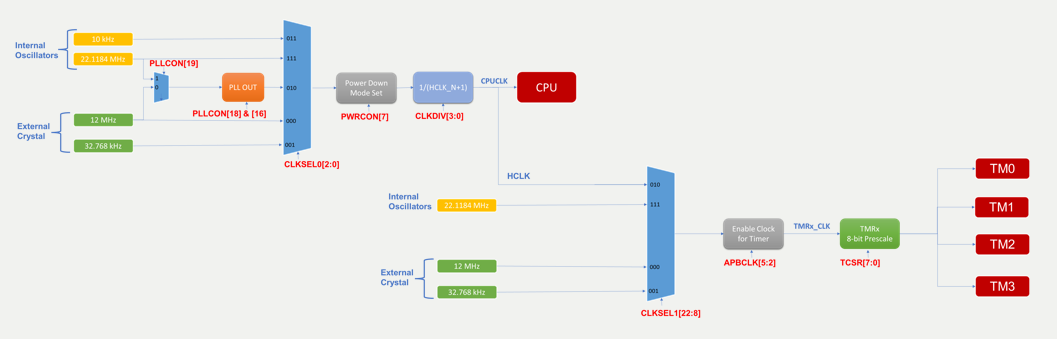 Internal
Oscillators
10 kHz
22.1184 MHz
PLLCON[19]
1
0
PLL OUT
PLLCON[18] & [16]
External
Crystal
12 MHz
32.768 kHz
011
111
010
000
001
CLKSEL0[2:0]
Power Down
Mode Set
PWRCON[7]
1/(HCLK_N+1)
CLKDIV[3:0]
CPUCLK
CPU
HCLK
Internal
Oscillators
22.1184 MHz
External
Crystal
12 MHz
32.768 kHz
010
111
000
001
CLKSEL1[22:8]
Enable Clock
for Timer
APBCLK[5:2]
TMRx_CLK
TMRx
8-bit Prescale
TCSR[7:0]
TM0
TM1
TM2
TM3